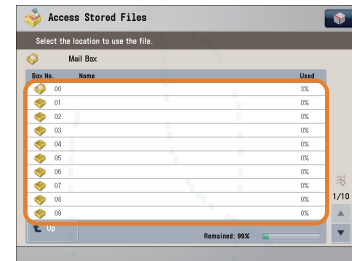 Access Stored Files
Select the location to use the file.
Mail Box
Box No. Name Used
00 3%
01 0%
02 0%
03 0%
04 0%
05 0%
06 0%
07 0%
08 0%
09 0%
1/10
Up
Remained: 99%